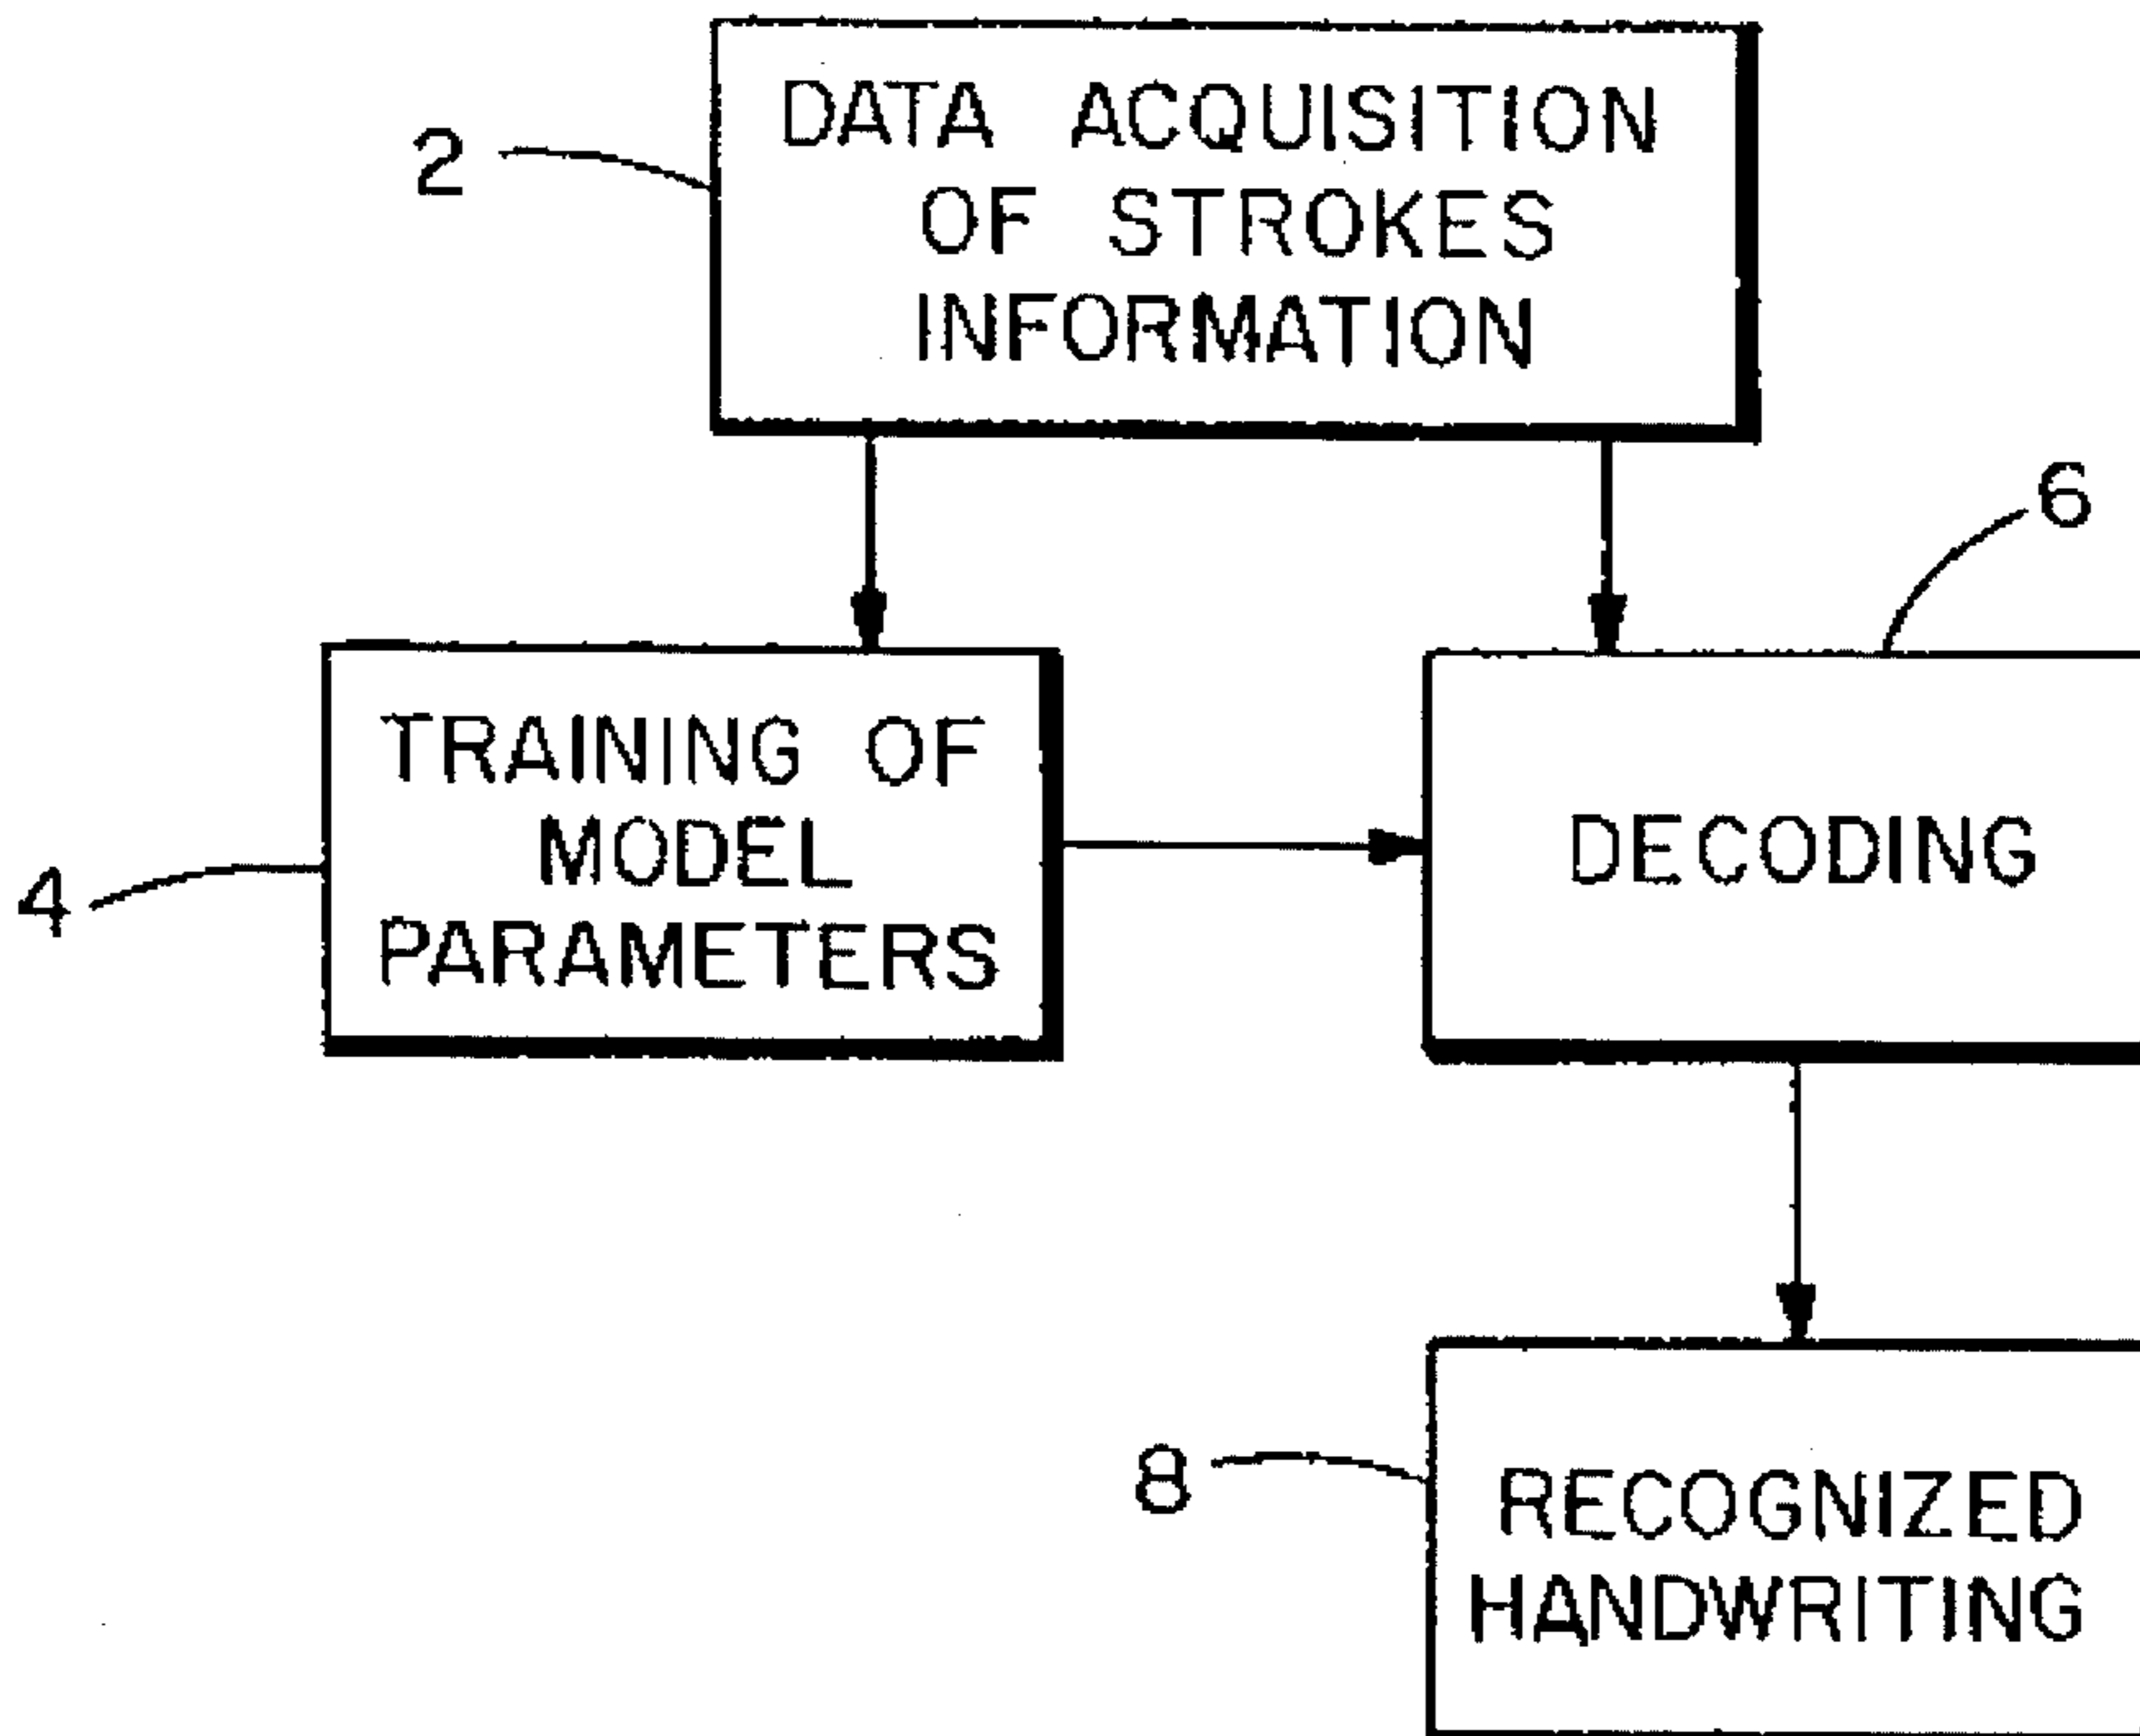 2
DATA ACQUISITION
OF STROKES
INFORMATION
6
4
TRAINING OF
MODEL
PARAMETERS
DECODING
8
RECOGNIZED
HANDWRITING